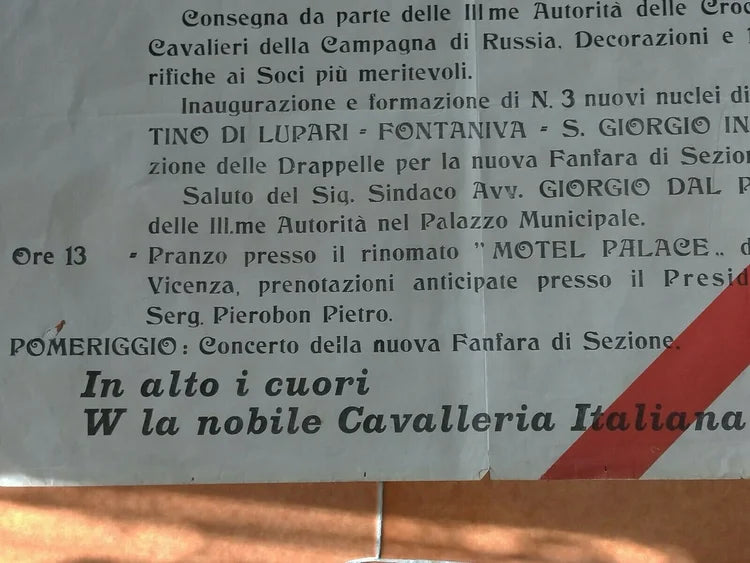 Consegna da parte delle Ill.me Autorità delle Croc
Cavalieri della Campagna di Russia. Decorazioni e
rifiche ai Soci più meritevoli.
Inaugurazione e formazione di N. 3 nuovi nuclei di
TINO DI LUPARI - FONTANIVA - S. GIORGIO IN
zione delle Drappelle per la nuova Fanfara di Sezion
Saluto del Sig. Sindaco Avv. GIORGIO DAL P
delle Ill.me Autorità nel Palazzo Municipale.
Ore 13 - Pranzo presso il rinomato "MOTEL PALACE„ d
Vicenza, prenotazioni anticipate presso il Presid
Serg. Pierobon Pietro.
POMERIGGIO: Concerto della nuova Fanfara di Sezione.
In alto i cuori
W la nobile Cavalleria Italiana